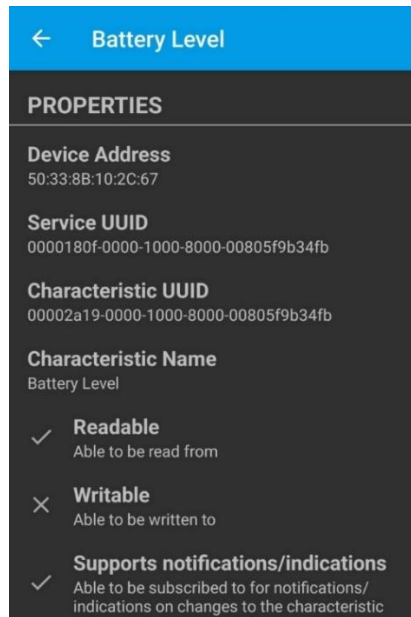 Battery Level
PROPERTIES
Device Address
50:33:8B:10:2C:67
Service UUID
0000180f-0000-1000-8000-00805f9b34fb
Characteristic UUID
00002a19-0000-1000-8000-00805f9b34fb
Characteristic Name
Battery Level
Readable
Able to be read from
Writable
Able to be written to
Supports notifications/indications
Able to be subscribed to for notifications/
indications on changes to the characteristic